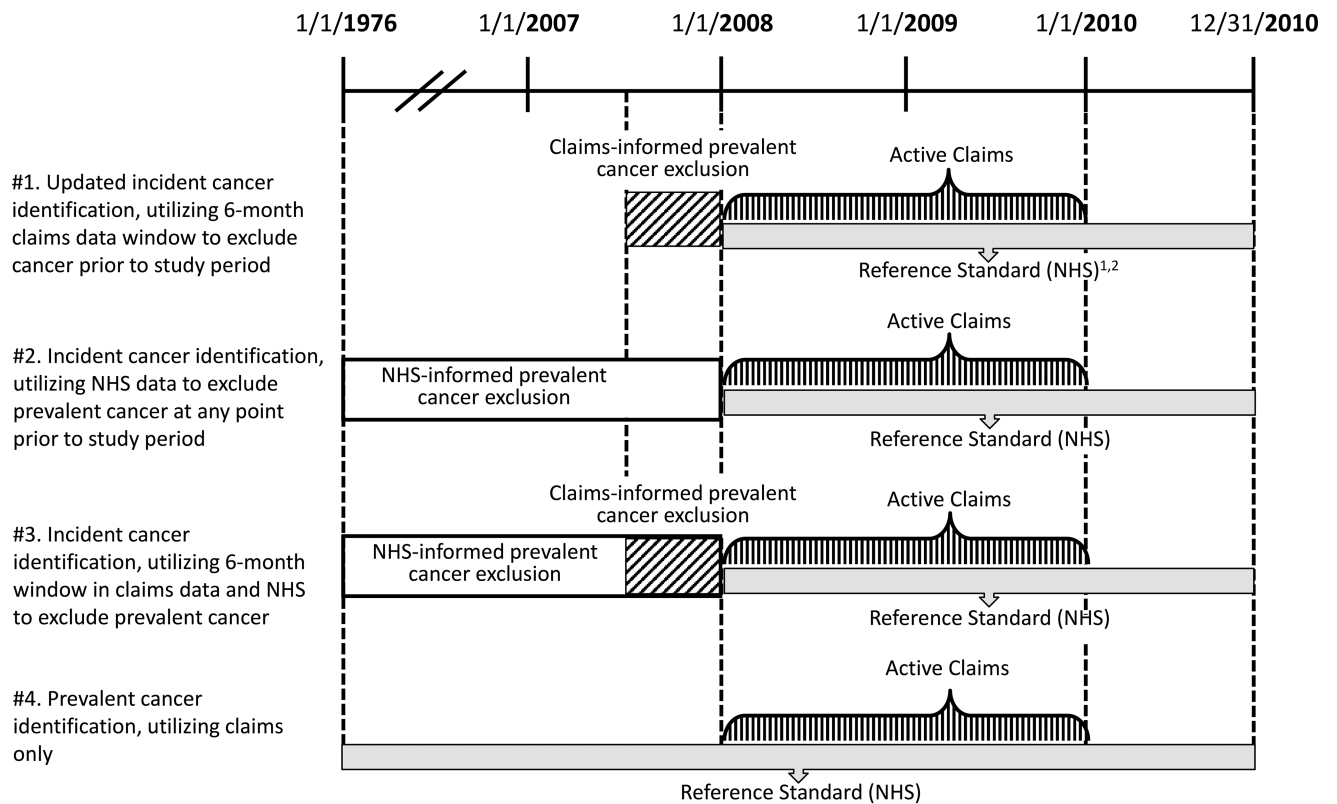 1/1/1976 1/1/2007 1/1/2008 1/1/2009 1/1/2010 12/31/2010
#1. Updated incident cancer
identification, utilizing 6-month
claims data window to exclude
cancer prior to study period
Claims-informed prevalent
cancer exclusion
Active Claims
Reference Standard (NHS)1,2
#2. Incident cancer identification,
utilizing NHS data to exclude
prevalent cancer at any point
prior to study period
NHS-informed prevalent
cancer exclusion
Active Claims
Reference Standard (NHS)
#3. Incident cancer
identification, utilizing 6-month
window in claims data and NHS
to exclude prevalent cancer
Claims-informed prevalent
cancer exclusion
NHS-informed prevalent
cancer exclusion
Active Claims
Reference Standard (NHS)
#4. Prevalent cancer
identification, utilizing claims
only
Active Claims
Reference Standard (NHS)